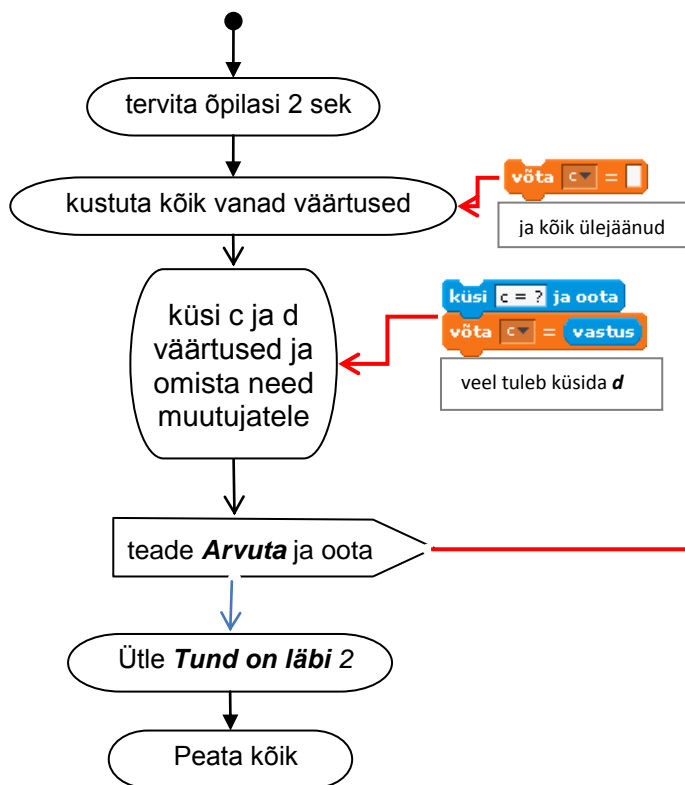 tervita õpilasi 2 sek
kustuta kõik vanad väärtused
võta c =
ja kõik ülejäänud
küsi c ja d
väärtused ja
omista need
muutujatele
küsi c = ? ja oota
võta c = vastus
veel tuleb küsida d
teade Arvuta ja oota
Ütle Tund on läbi 2
Peata kõik